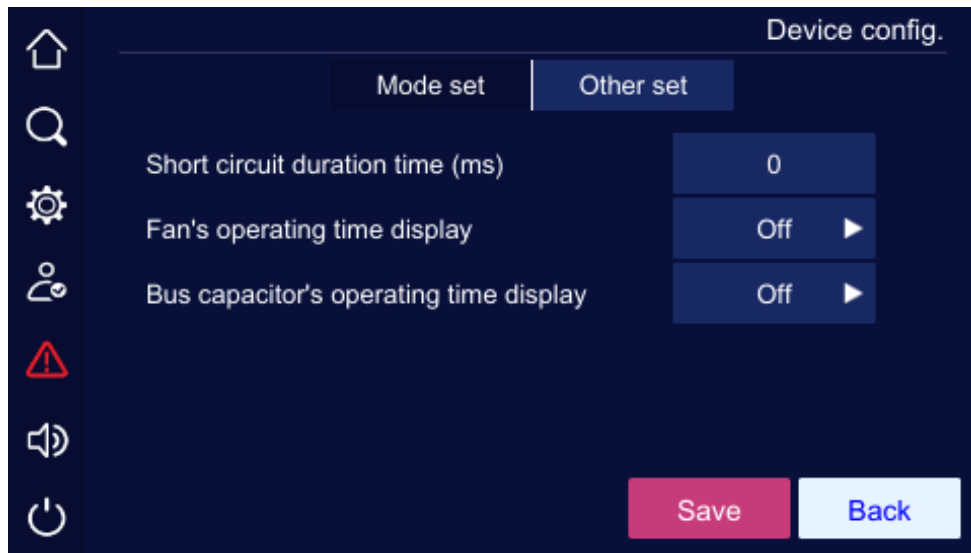 Device config.
Mode set Other set
Short circuit duration time (ms) 0
Fan's operating time display Off
Bus capacitor's operating time display Off
Save Back